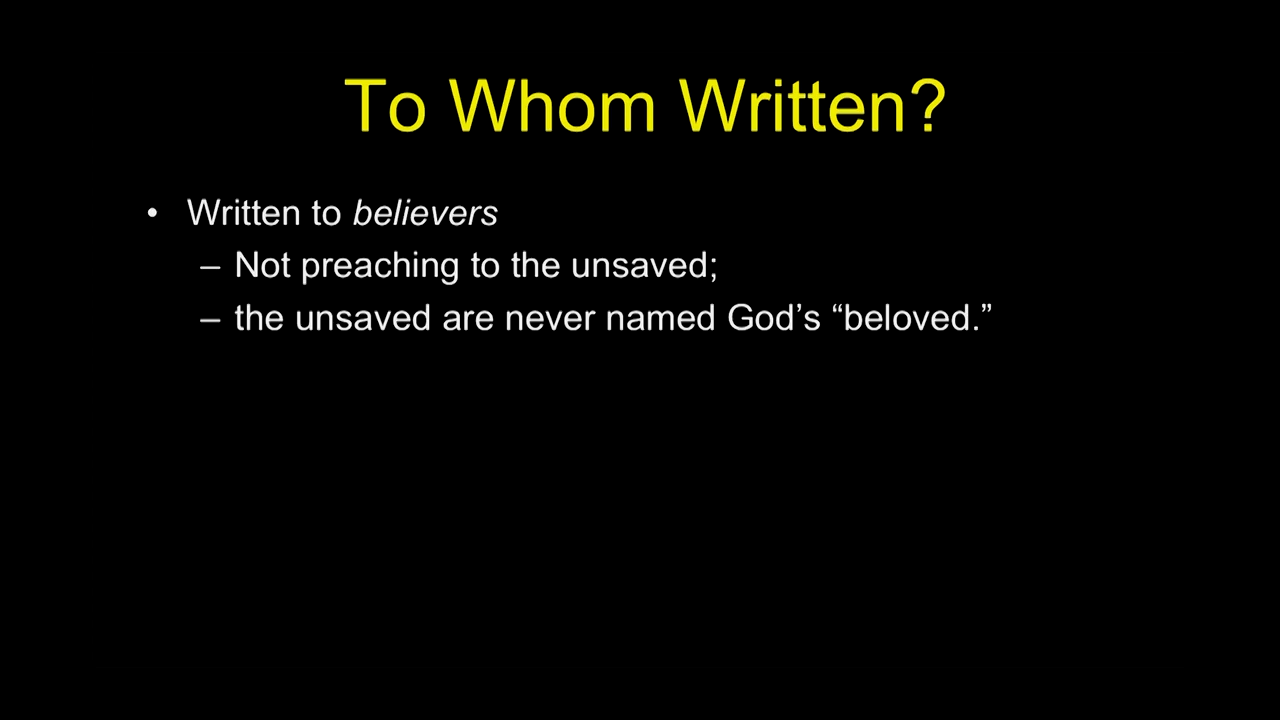 To Whom Written?
• Written to believers
– Not preaching to the unsaved;
– the unsaved are never named God’s “beloved.”